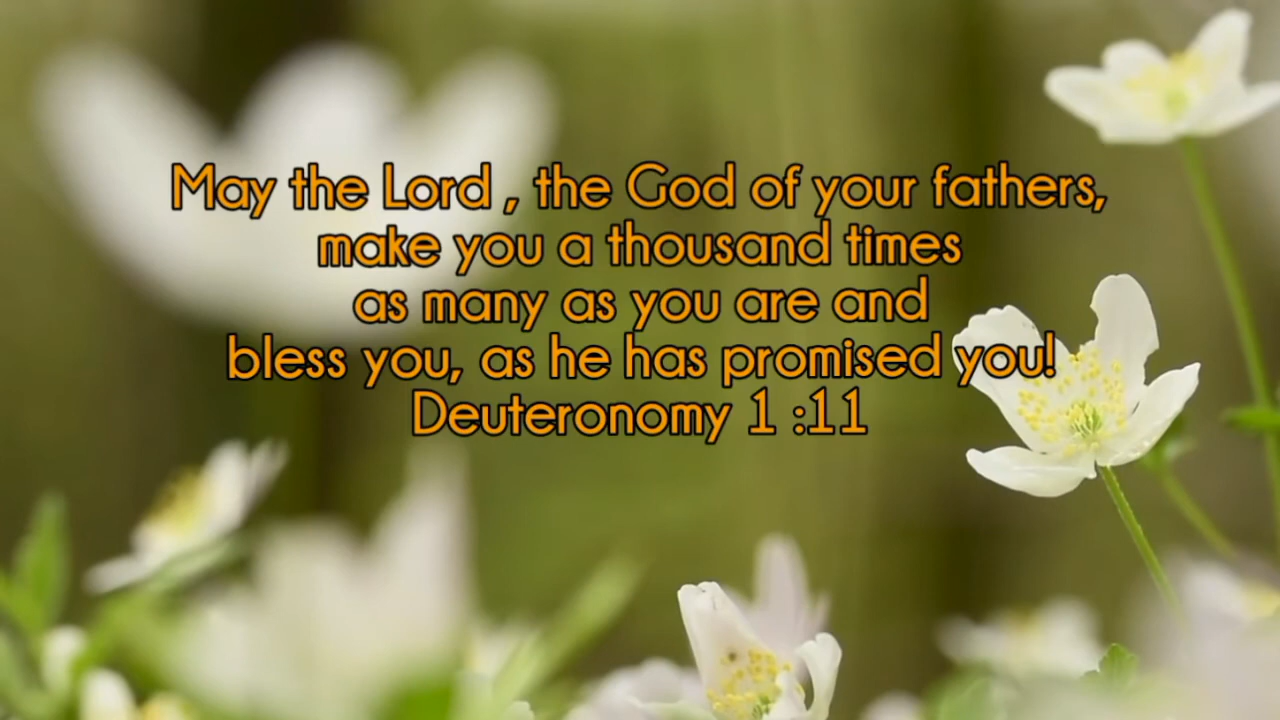 May the Lord , the God of your fathers,
make you a thousand times
as many as you are and
bless you, as he has promised you!
Deuteronomy 1 :11